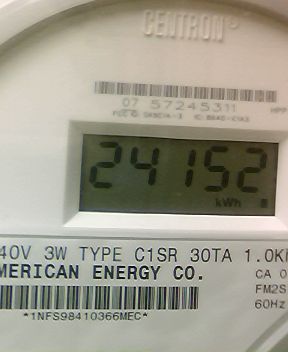 CENTRON®
07 57245311
24152
kWh
40V 3W TYPE C1SR 30TA 1.0K
MERICAN ENERGY CO.
CA 0
FM2S
60Hz
*1NFS98410366MEC*